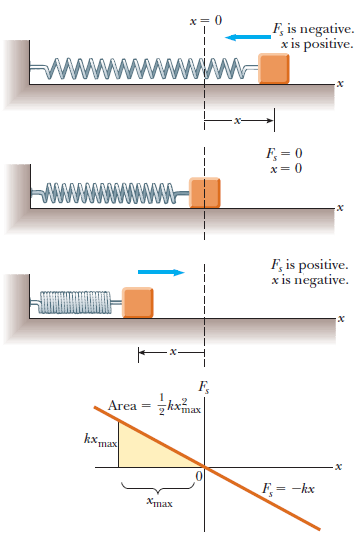 x = 0
Fₛ is negative.
x is positive.
x
x
Fₛ = 0
x = 0
x
Fₛ is positive.
x is negative.
x
x
Fₛ
Area = ½kx²max
kxmax
0
x
xmax
Fₛ = −kx